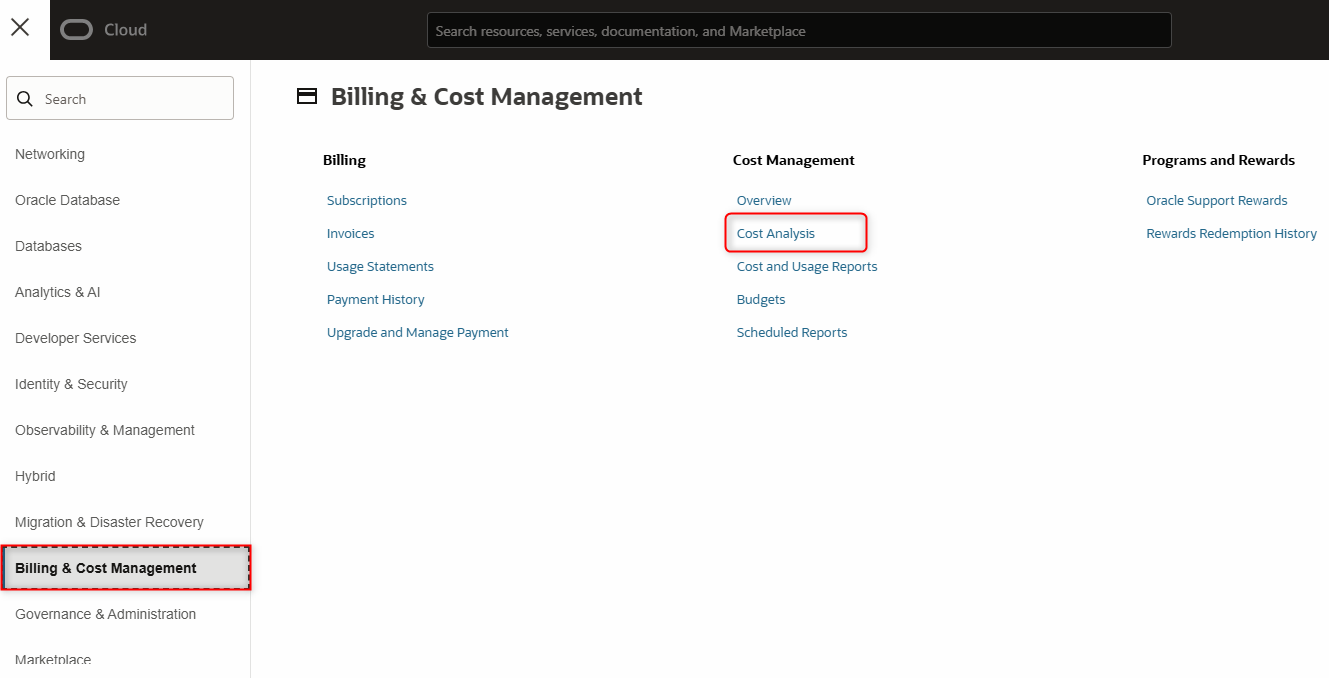 Cloud
Search resources, services, documentation, and Marketplace
Search
Networking
Oracle Database
Databases
Analytics & AI
Developer Services
Identity & Security
Observability & Management
Hybrid
Migration & Disaster Recovery
Billing & Cost Management
Governance & Administration
Marketplace
Billing & Cost Management
Billing
Subscriptions
Invoices
Usage Statements
Payment History
Upgrade and Manage Payment
Cost Management
Overview
Cost Analysis
Cost and Usage Reports
Budgets
Scheduled Reports
Programs and Rewards
Oracle Support Rewards
Rewards Redemption History